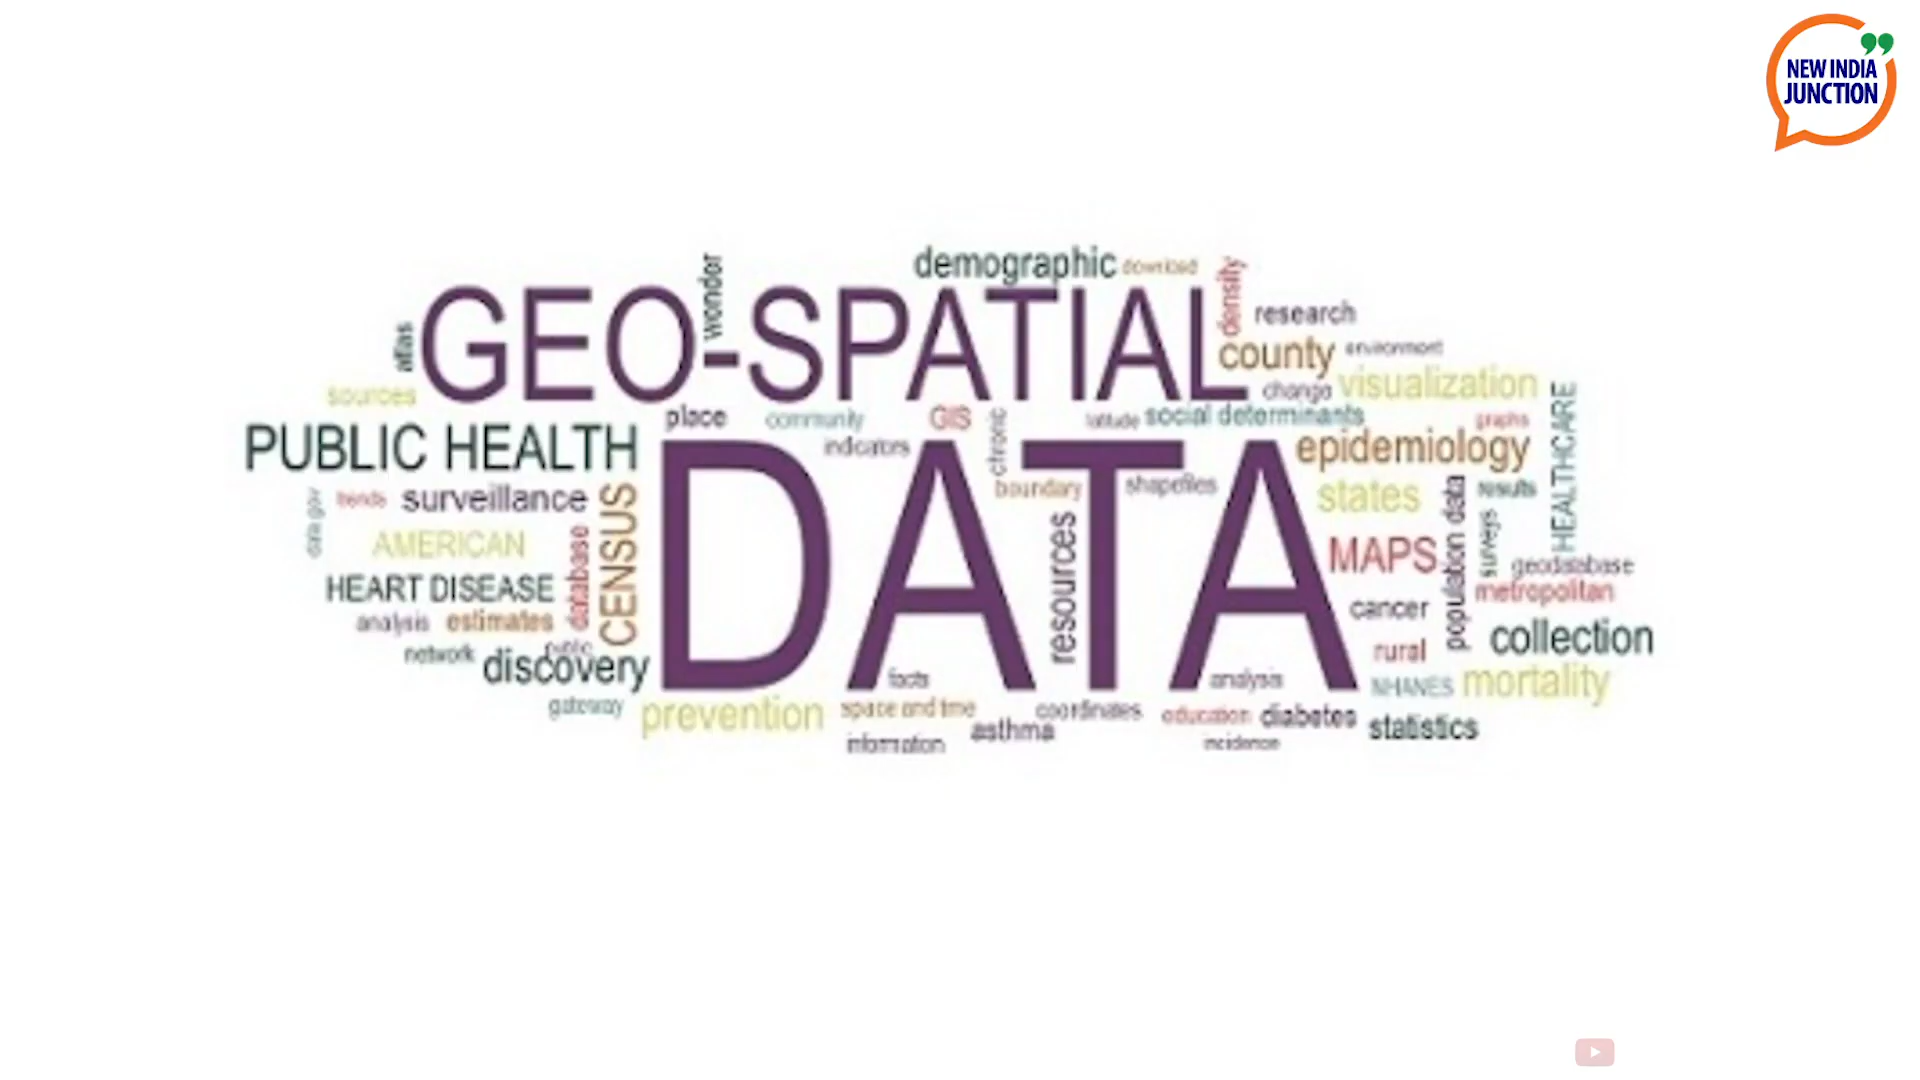 NEW INDIA
JUNCTION
demographic
download
wonder
density
GEO-SPATIAL
research
atlas
county
environment
sources
change
visualization
place
community
GIS
chronic
latitude
social determinants
graphs
HEALTHCARE
PUBLIC HEALTH
indicators
epidemiology
DATA
boundary
shapefiles
states
population data
results
data.gov
trends
surveillance
CENSUS
surveys
AMERICAN
database
resources
MAPS
geodatabase
HEART DISEASE
metropolitan
analysis
estimates
cancer
network
public
discovery
rural
collection
facts
analysis
NHANES
mortality
gateway
prevention
space and time
coordinates
education
diabetes
statistics
information
asthma
incidence